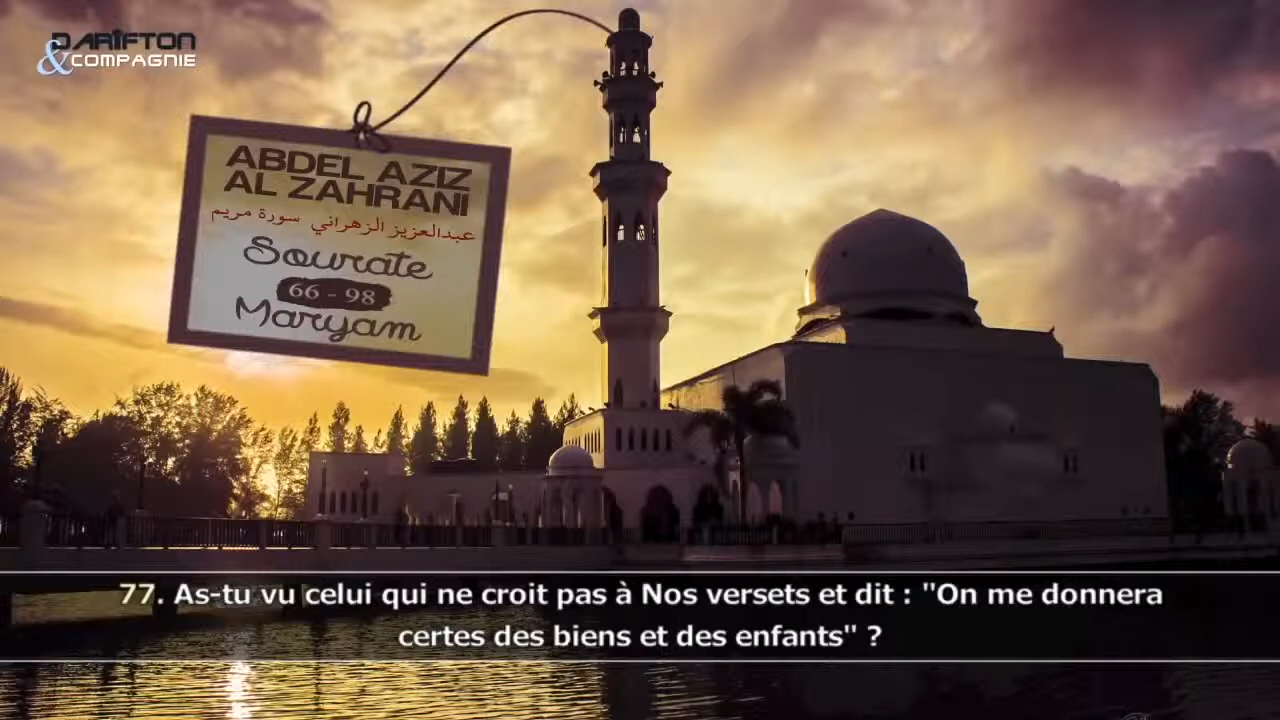 DARIFTON
&COMPAGNIE
ABDEL AZIZ
AL ZAHRANI
عبدالعزيز الزهراني سورة مريم
Sourate
66 - 98
Maryam
77. As-tu vu celui qui ne croit pas à Nos versets et dit : "On me donnera
certes des biens et des enfants" ?